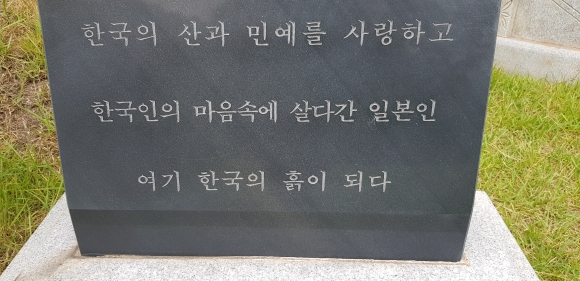 한국의 산과 민예를 사랑하고
한국인의 마음속에 살다간 일본인
여기 한국의 흙이 되다